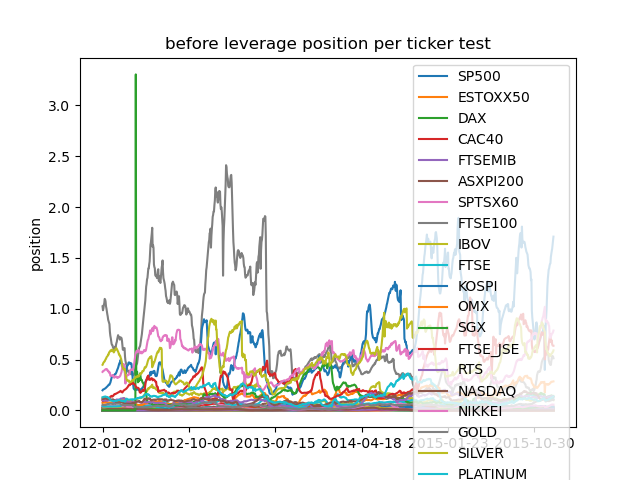 before leverage position per ticker test
position
3.0
2.5
2.0
1.5
1.0
0.5
0.0
2012-01-02 2012-10-08 2013-07-15 2014-04-18 2015-01-23 2015-10-30
SP500
ESTOXX50
DAX
CAC40
FTSEMIB
ASXPI200
SPTSX60
FTSE100
IBOV
FTSE
KOSPI
OMX
SGX
FTSE_JSE
RTS
NASDAQ
NIKKEI
GOLD
SILVER
PLATINUM